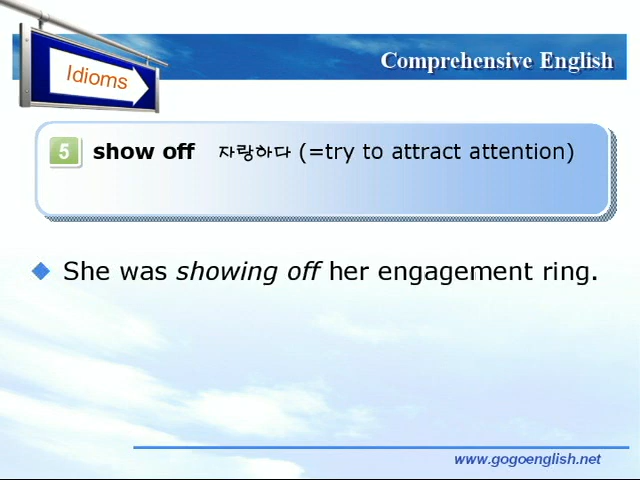 Idioms
Comprehensive English
5 show off 자랑하다 (=try to attract attention)
She was showing off her engagement ring.
www.gogoenglish.net